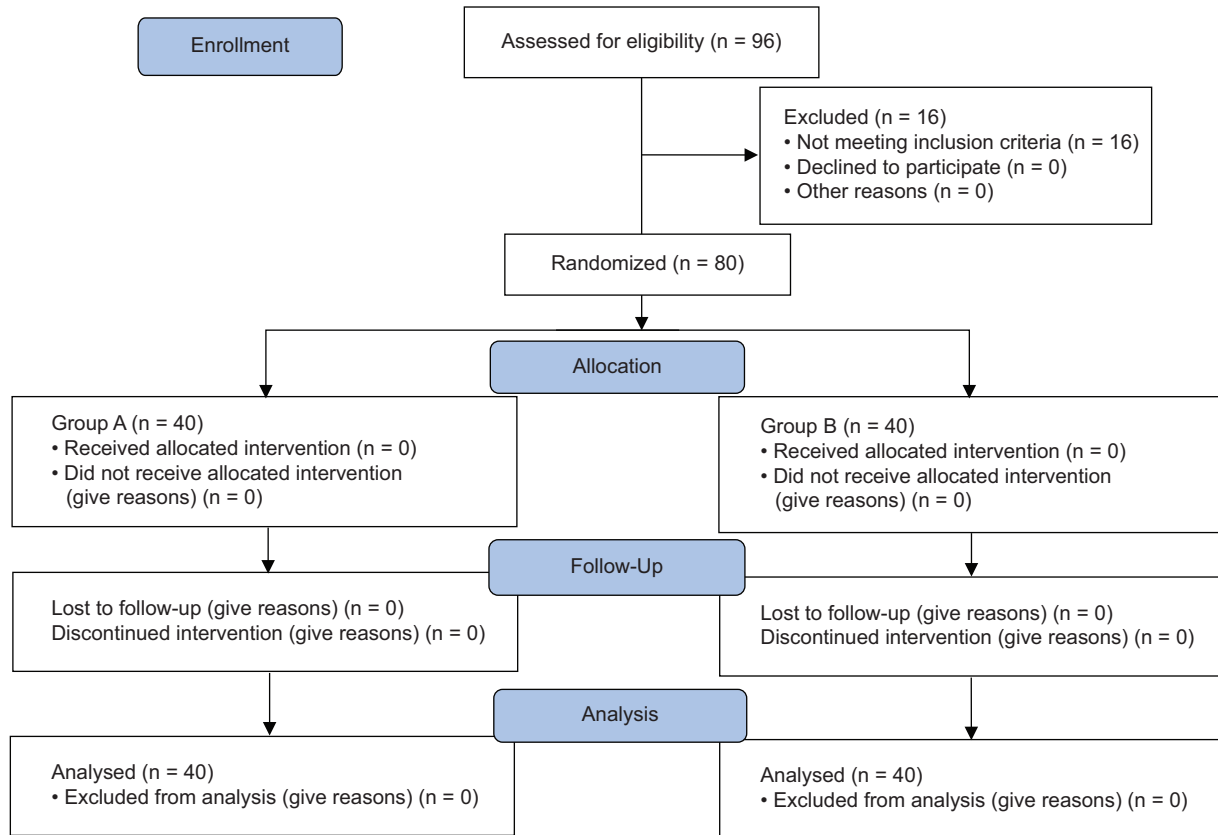 Enrollment
Assessed for eligibility (n = 96)
Excluded (n = 16)
• Not meeting inclusion criteria (n = 16)
• Declined to participate (n = 0)
• Other reasons (n = 0)
Randomized (n = 80)
Allocation
Group A (n = 40)
• Received allocated intervention (n = 0)
• Did not receive allocated intervention
(give reasons) (n = 0)
Group B (n = 40)
• Received allocated intervention (n = 0)
• Did not receive allocated intervention
(give reasons) (n = 0)
Follow-Up
Lost to follow-up (give reasons) (n = 0)
Discontinued intervention (give reasons) (n = 0)
Lost to follow-up (give reasons) (n = 0)
Discontinued intervention (give reasons) (n = 0)
Analysis
Analysed (n = 40)
• Excluded from analysis (give reasons) (n = 0)
Analysed (n = 40)
• Excluded from analysis (give reasons) (n = 0)